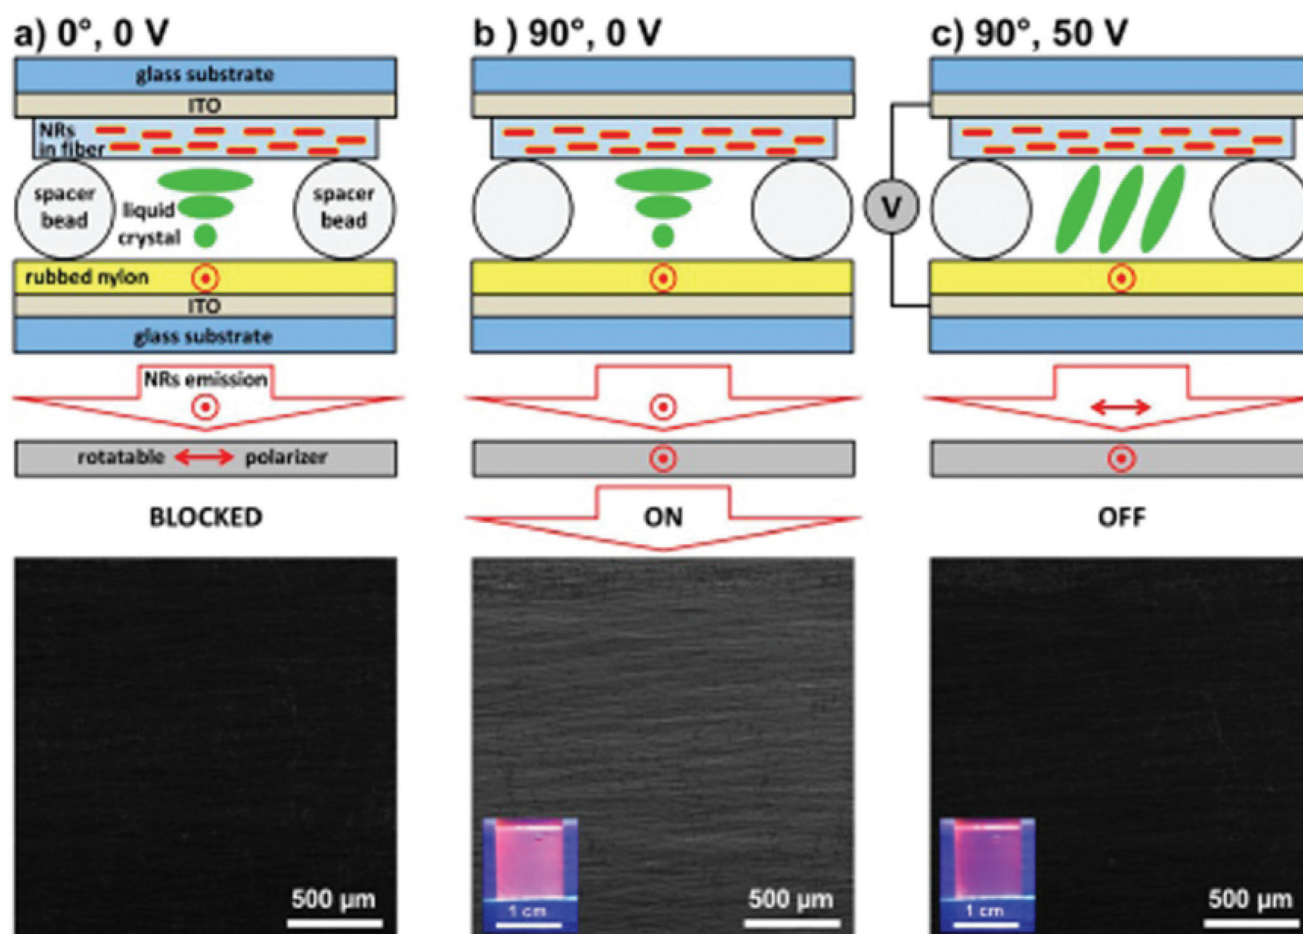 a) 0°, 0 V
glass substrate
ITO
NRs
in fiber
spacer
bead
liquid
crystal
spacer
bead
rubbed nylon
ITO
glass substrate
NRs emission
rotatable polarizer
BLOCKED
500 µm
b ) 90°, 0 V
ON
1 cm
500 µm
c) 90°, 50 V
V
OFF
1 cm
500 µm